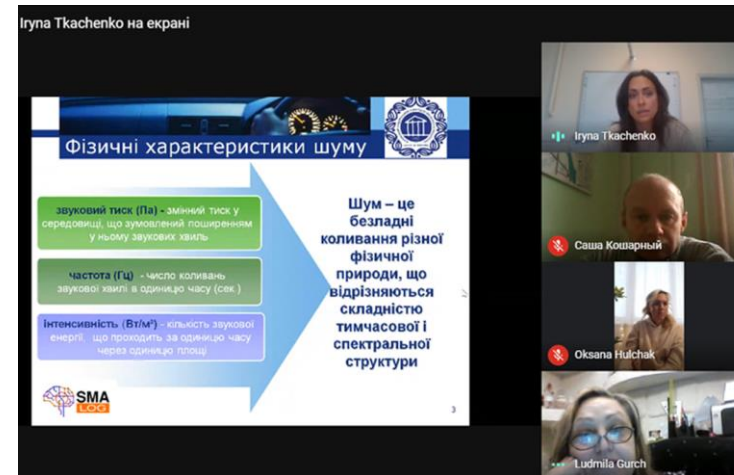 Iryna Tkachenko на екрані
Фізичні характеристики шуму
звуковий тиск (Па) - змінний тиск у
середовищі, що зумовлений поширенням
у ньому звукових хвиль
частота (Гц) - число коливань
звукової хвилі в одиницю часу (сек.)
інтенсивність (Вт/м²) - кількість звукової
енергії, що проходить за одиницю часу
через одиницю площі
Шум – це
безладні
коливання різної
фізичної
природи, що
відрізняються
складністю
тимчасової і
спектральної
структури
SMA
LOG
3
Iryna Tkachenko
Саша Кошарный
Oksana Hulchak
Ludmila Gurch